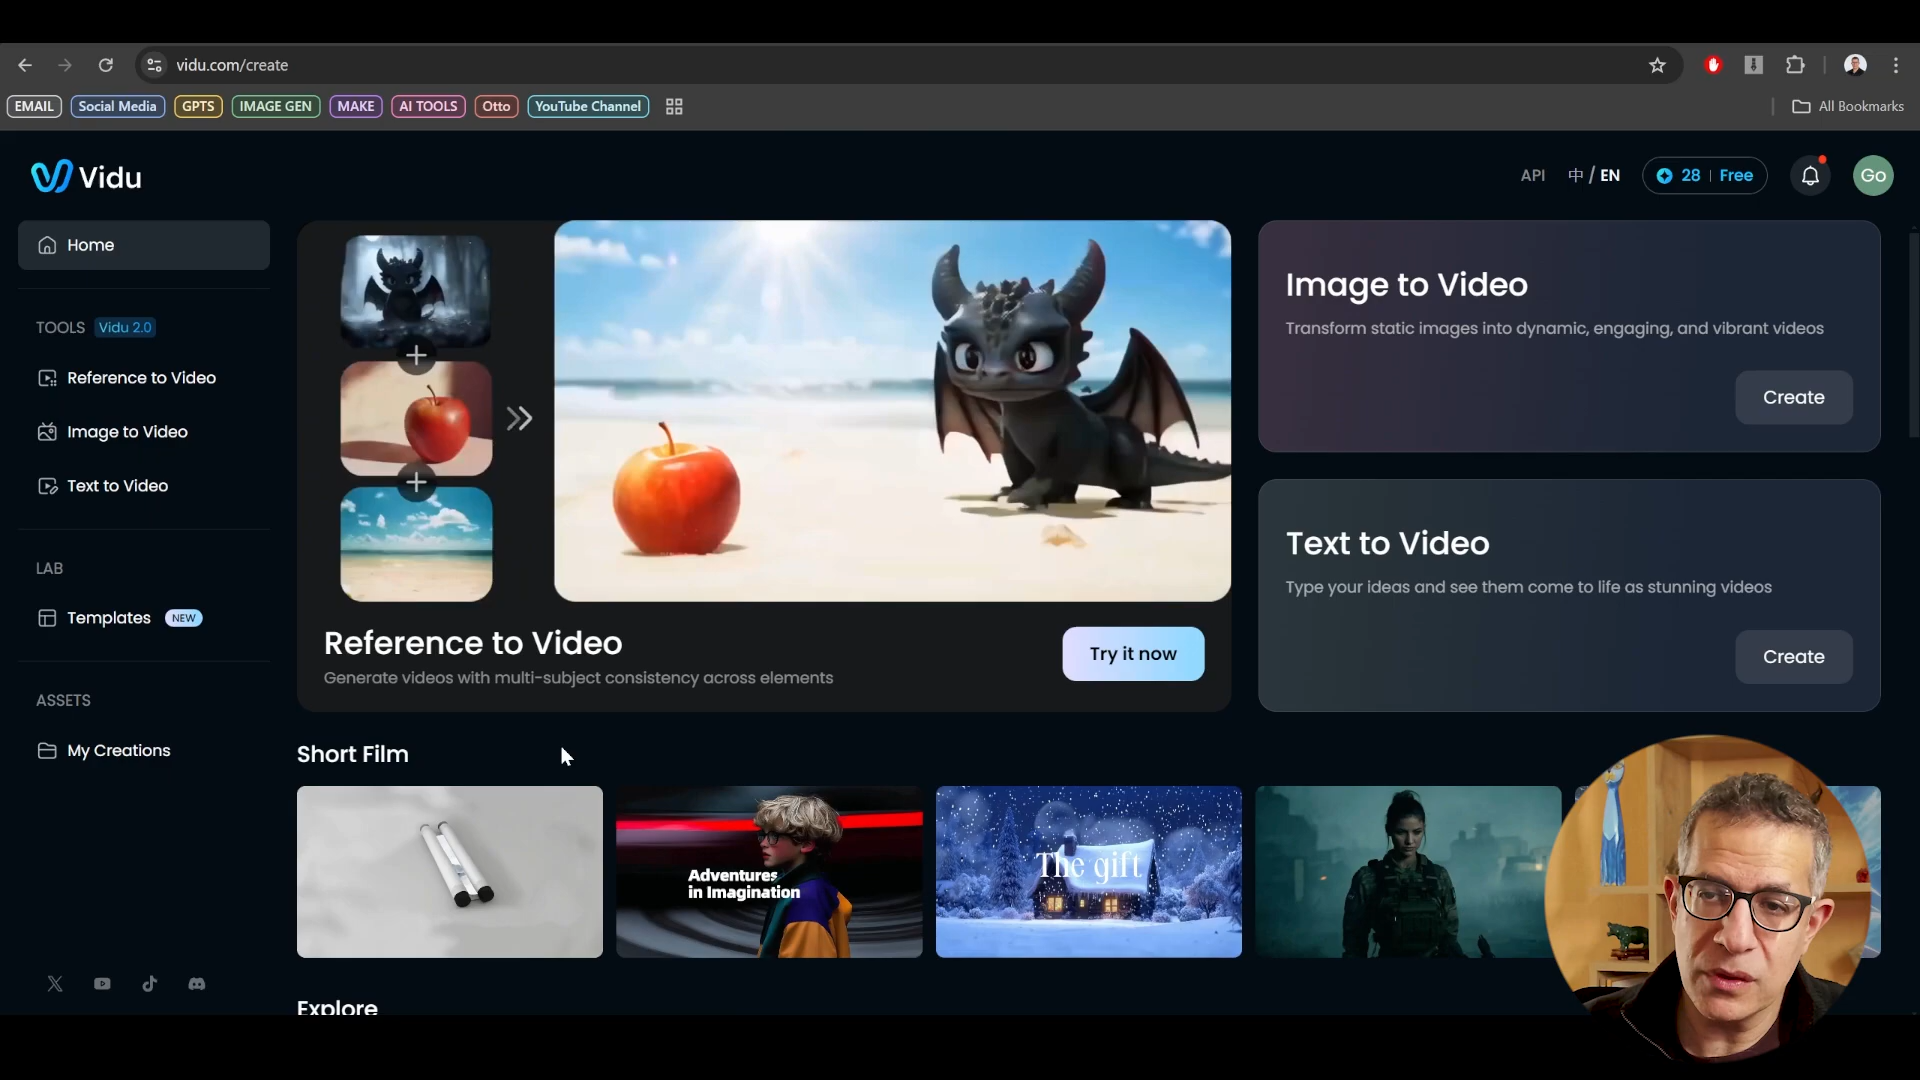 vidu.com/create
EMAIL
Social Media
GPTS
IMAGE GEN
MAKE
AI TOOLS
Otto
YouTube Channel
All Bookmarks
Vidu
API
中 / EN
28 | Free
Go
Home
TOOLS Vidu 2.0
Reference to Video
Image to Video
Text to Video
LAB
Templates NEW
ASSETS
My Creations
Reference to Video
Generate videos with multi-subject consistency across elements
Try it now
Image to Video
Transform static images into dynamic, engaging, and vibrant videos
Create
Text to Video
Type your ideas and see them come to life as stunning videos
Create
Short Film
Adventures
in Imagination
The gift
Explore